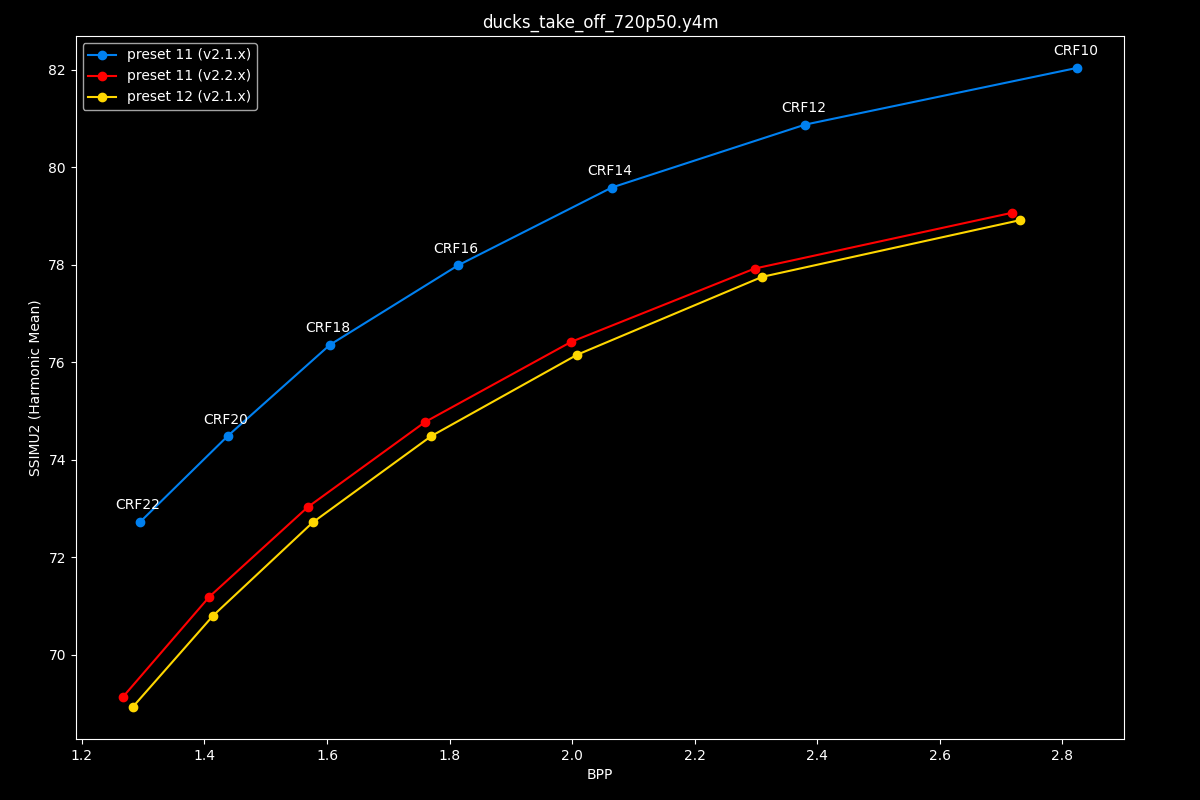 ducks_take_off_720p50.y4m
preset 11 (v2.1.x)
preset 11 (v2.2.x)
preset 12 (v2.1.x)
CRF10
CRF12
CRF14
CRF16
CRF18
CRF20
CRF22
SSIMU2 (Harmonic Mean)
82
80
78
76
74
72
70
1.2 1.4 1.6 1.8 2.0 2.2 2.4 2.6 2.8
BPP